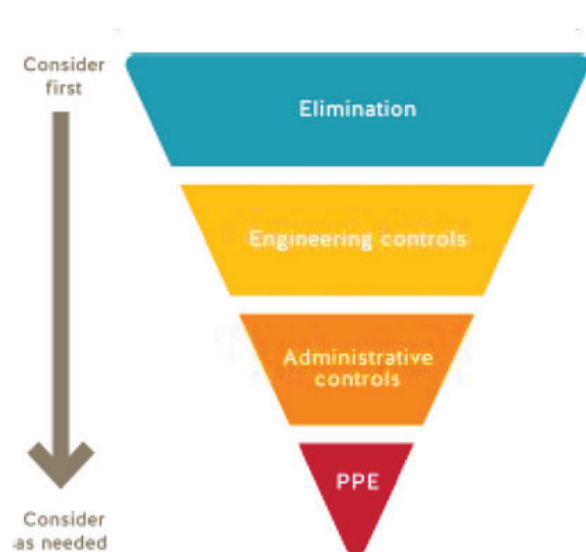 Consider
first
Elimination
Engineering controls
Administrative
controls
PPE
Consider
as needed